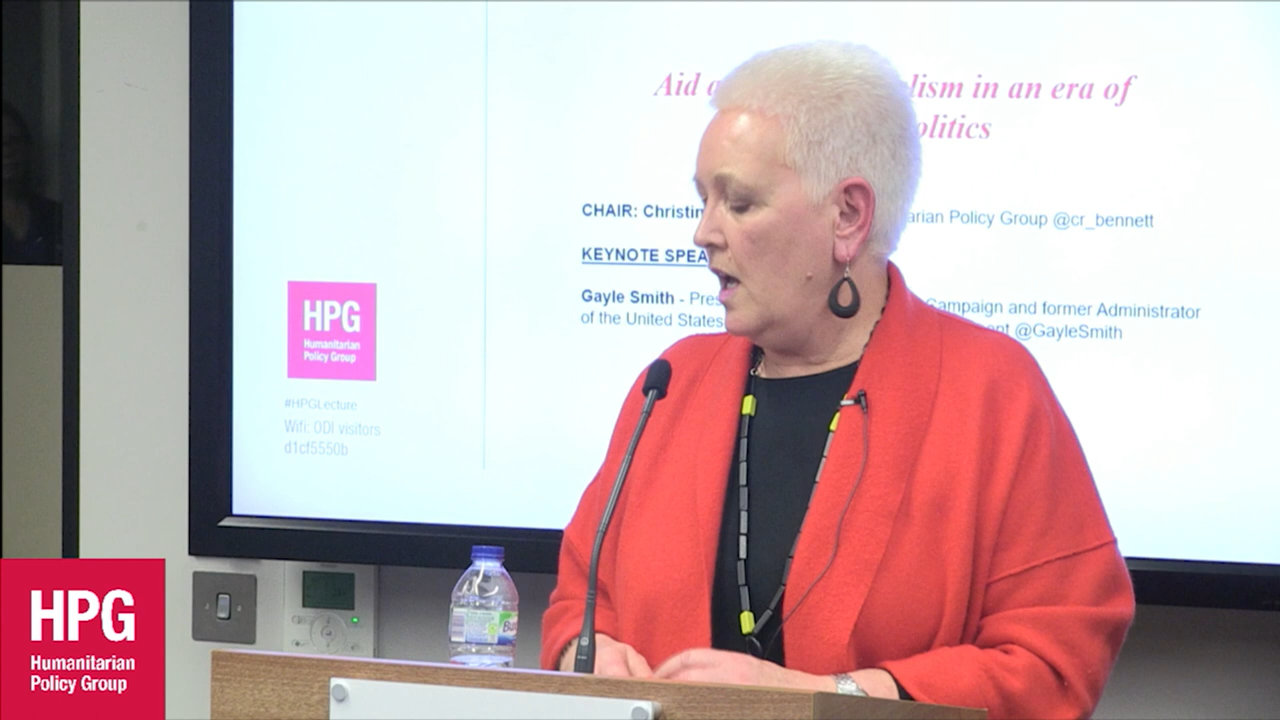 Aid a lism in an era of
olitics
CHAIR: Christin arian Policy Group @cr_bennett
KEYNOTE SPEA
Gayle Smith - Pres Campaign and former Administrator
of the United States ent @GayleSmith
HPG
Humanitarian
Policy Group
#HPGLecture
Wifi: ODI visitors
d1cf5550b
HPG
Humanitarian
Policy Group